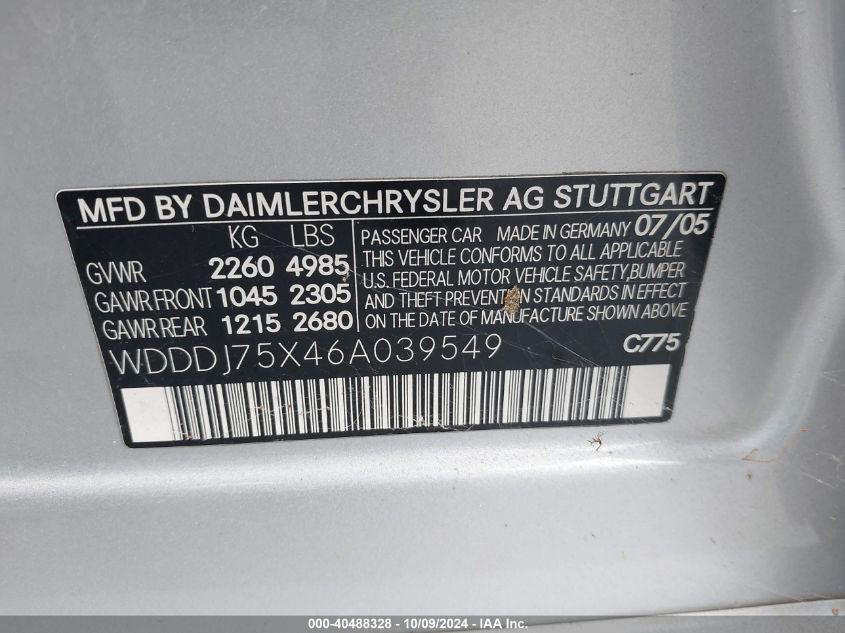 MFD BY DAIMLERCHRYSLER AG STUTTGART
KG LBS
GVWR 2260 4985
GAWR FRONT 1045 2305
GAWR REAR 1215 2680
PASSENGER CAR MADE IN GERMANY 07/05
THIS VEHICLE CONFORMS TO ALL APPLICABLE
U.S. FEDERAL MOTOR VEHICLE SAFETY, BUMPER
AND THEFT PREVENTION STANDARDS IN EFFECT
ON THE DATE OF MANUFACTURE SHOWN ABOVE
WDDDJ75X46A039549 C775
000-40488328 - 10/09/2024 - IAA Inc.